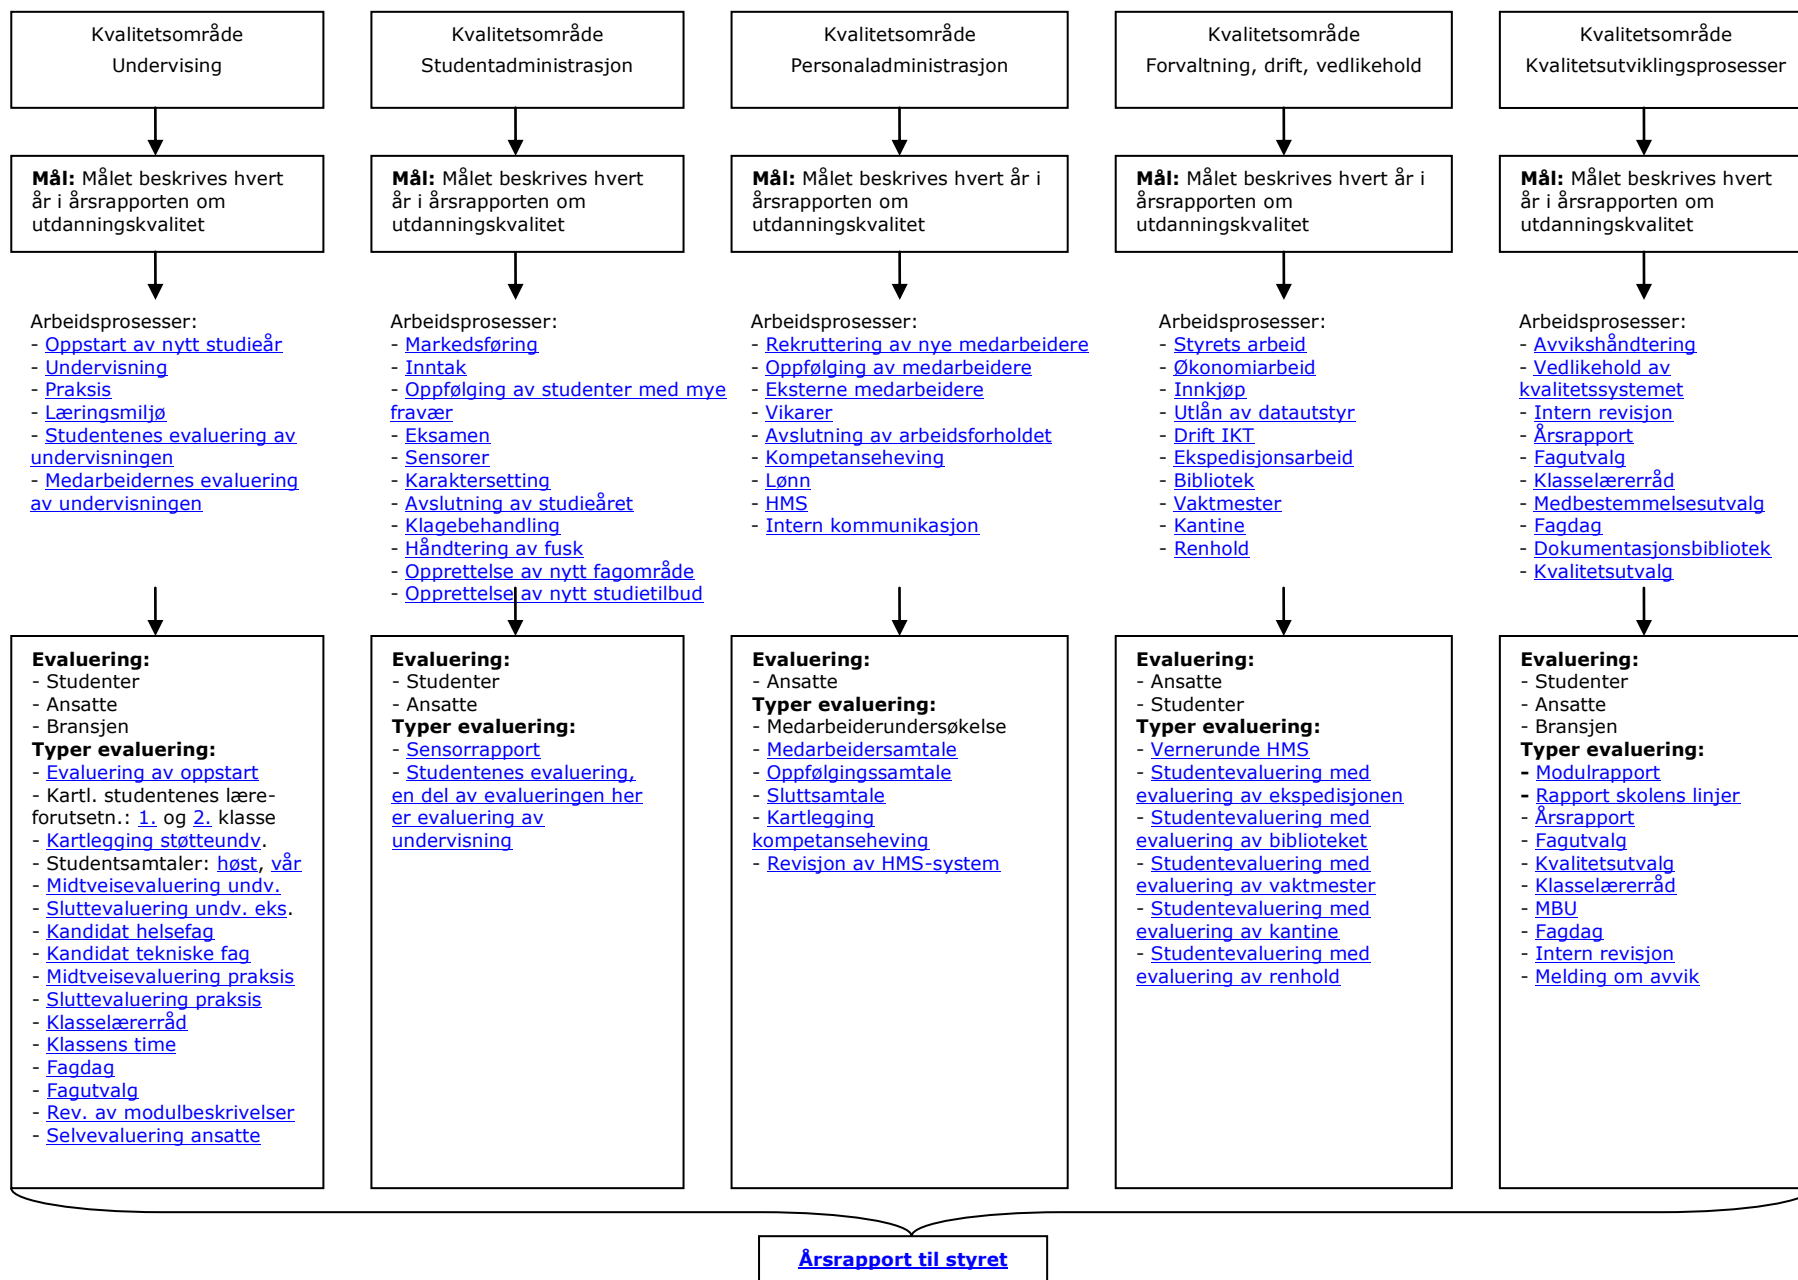 Kvalitetsområde
Undervising
Mål: Målet beskrives hvert
år i årsrapporten om
utdanningskvalitet
Arbeidsprosesser:
- Oppstart av nytt studieår
- Undervisning
- Praksis
- Læringsmiljø
- Studentenes evaluering av
undervisningen
- Medarbeidernes evaluering
av undervisningen
Evaluering:
- Studenter
- Ansatte
- Bransjen
Typer evaluering:
- Evaluering av oppstart
- Kartl. studentenes lære-
forutsetn.: 1. og 2. klasse
- Kartlegging støtteundv.
- Studentsamtaler: høst, vår
- Midtveisevaluering undv.
- Sluttevaluering undv. eks.
- Kandidat helsefag
- Kandidat tekniske fag
- Midtveisevaluering praksis
- Sluttevaluering praksis
- Klasselærerråd
- Klassens time
- Fagdag
- Fagutvalg
- Rev. av modulbeskrivelser
- Selvevaluering ansatte
Kvalitetsområde
Studentadministrasjon
Mål: Målet beskrives hvert
år i årsrapporten om
utdanningskvalitet
Arbeidsprosesser:
- Markedsføring
- Inntak
- Oppfølging av studenter med mye
fravær
- Eksamen
- Sensorer
- Karaktersetting
- Avslutning av studieåret
- Klagebehandling
- Håndtering av fusk
- Opprettelse av nytt fagområde
- Opprettelse av nytt studietilbud
Evaluering:
- Studenter
- Ansatte
Typer evaluering:
- Sensorrapport
- Studentenes evaluering,
en del av evalueringen her
er evaluering av
undervisning
Kvalitetsområde
Personaladministrasjon
Mål: Målet beskrives hvert år i
årsrapporten om
utdanningskvalitet
Arbeidsprosesser:
- Rekruttering av nye medarbeidere
- Oppfølging av medarbeidere
- Eksterne medarbeidere
- Vikarer
- Avslutning av arbeidsforholdet
- Kompetanseheving
- Lønn
- HMS
- Intern kommunikasjon
Evaluering:
- Ansatte
Typer evaluering:
- Medarbeiderundersøkelse
- Medarbeidersamtale
- Oppfølgingssamtale
- Sluttsamtale
- Kartlegging
kompetanseheving
- Revisjon av HMS-system
Kvalitetsområde
Forvaltning, drift, vedlikehold
Mål: Målet beskrives hvert år i
årsrapporten om
utdanningskvalitet
Arbeidsprosesser:
- Styrets arbeid
- Økonomiarbeid
- Innkjøp
- Utlån av datautstyr
- Drift IKT
- Ekspedisjonsarbeid
- Bibliotek
- Vaktmester
- Kantine
- Renhold
Evaluering:
- Ansatte
- Studenter
Typer evaluering:
- Vernerunde HMS
- Studentevaluering med
evaluering av ekspedisjonen
- Studentevaluering med
evaluering av biblioteket
- Studentevaluering med
evaluering av vaktmester
- Studentevaluering med
evaluering av kantine
- Studentevaluering med
evaluering av renhold
Kvalitetsområde
Kvalitetsutviklingsprosesser
Mål: Målet beskrives hvert
år i årsrapporten om
utdanningskvalitet
Arbeidsprosesser:
- Avvikshåndtering
- Vedlikehold av
kvalitetssystemet
- Intern revisjon
- Årsrapport
- Fagutvalg
- Klasselærerråd
- Medbestemmelsesutvalg
- Fagdag
- Dokumentasjonsbibliotek
- Kvalitetsutvalg
Evaluering:
- Studenter
- Ansatte
- Bransjen
Typer evaluering:
- Modulrapport
- Rapport skolens linjer
- Årsrapport
- Fagutvalg
- Kvalitetsutvalg
- Klasselærerråd
- MBU
- Fagdag
- Intern revisjon
- Melding om avvik
Årsrapport til styret